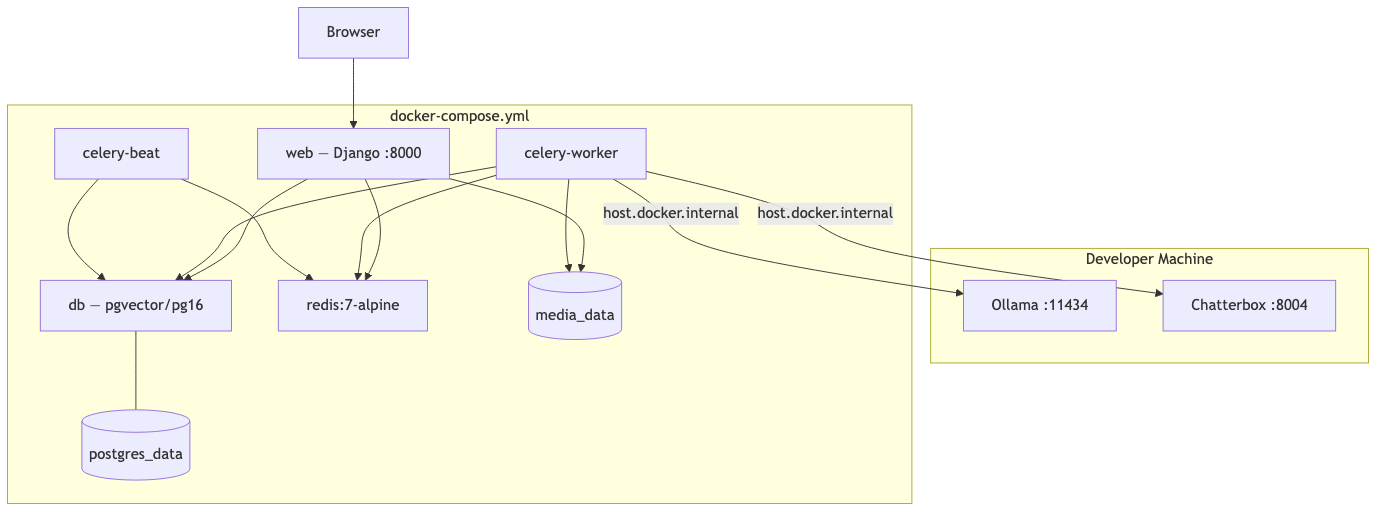 Browser
docker-compose.yml
celery-beat
web — Django :8000
celery-worker
host.docker.internal
host.docker.internal
Developer Machine
db — pgvector/pg16
redis:7-alpine
media_data
Ollama :11434
Chatterbox :8004
postgres_data